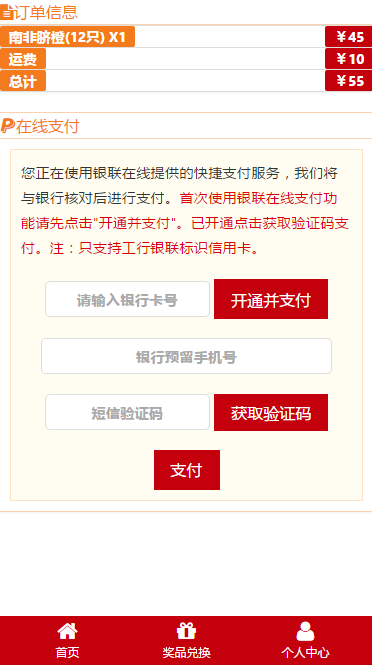 订单信息
南非脐橙(12只) X1 ￥45
运费 ￥10
总计 ￥55
在线支付
您正在使用银联在线提供的快捷支付服务，我们将
与银行核对后进行支付。首次使用银联在线支付功
能请先点击"开通并支付"。已开通点击获取验证码支
付。注：只支持工行银联标识信用卡。
请输入银行卡号 开通并支付
银行预留手机号
短信验证码 获取验证码
支付
首页 奖品兑换 个人中心